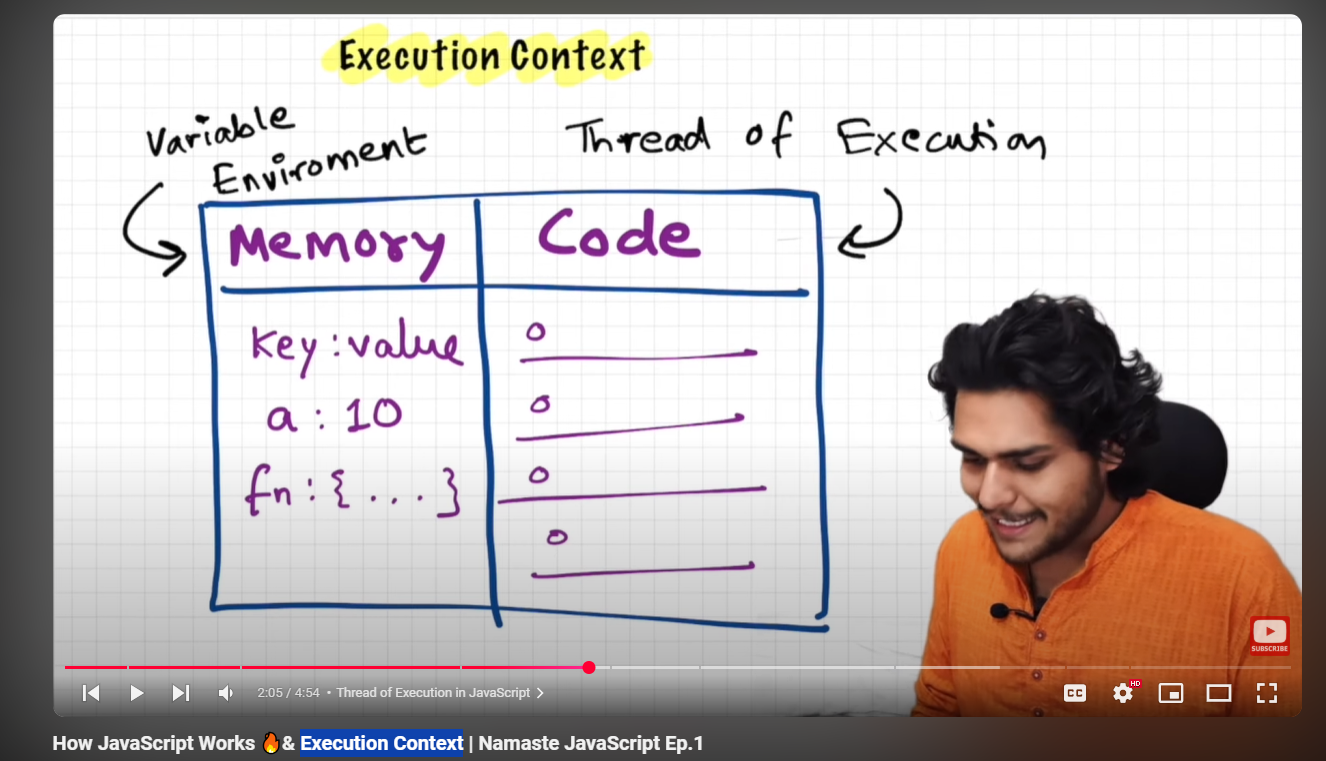 Execution Context
Variable
Enviroment
Thread of Execution
Memory
Code
key : value
a : 10
fn : { . . . }
SUBSCRIBE
2:05 / 4:54 • Thread of Execution in JavaScript
CC
HD
How JavaScript Works 🔥& Execution Context | Namaste JavaScript Ep.1